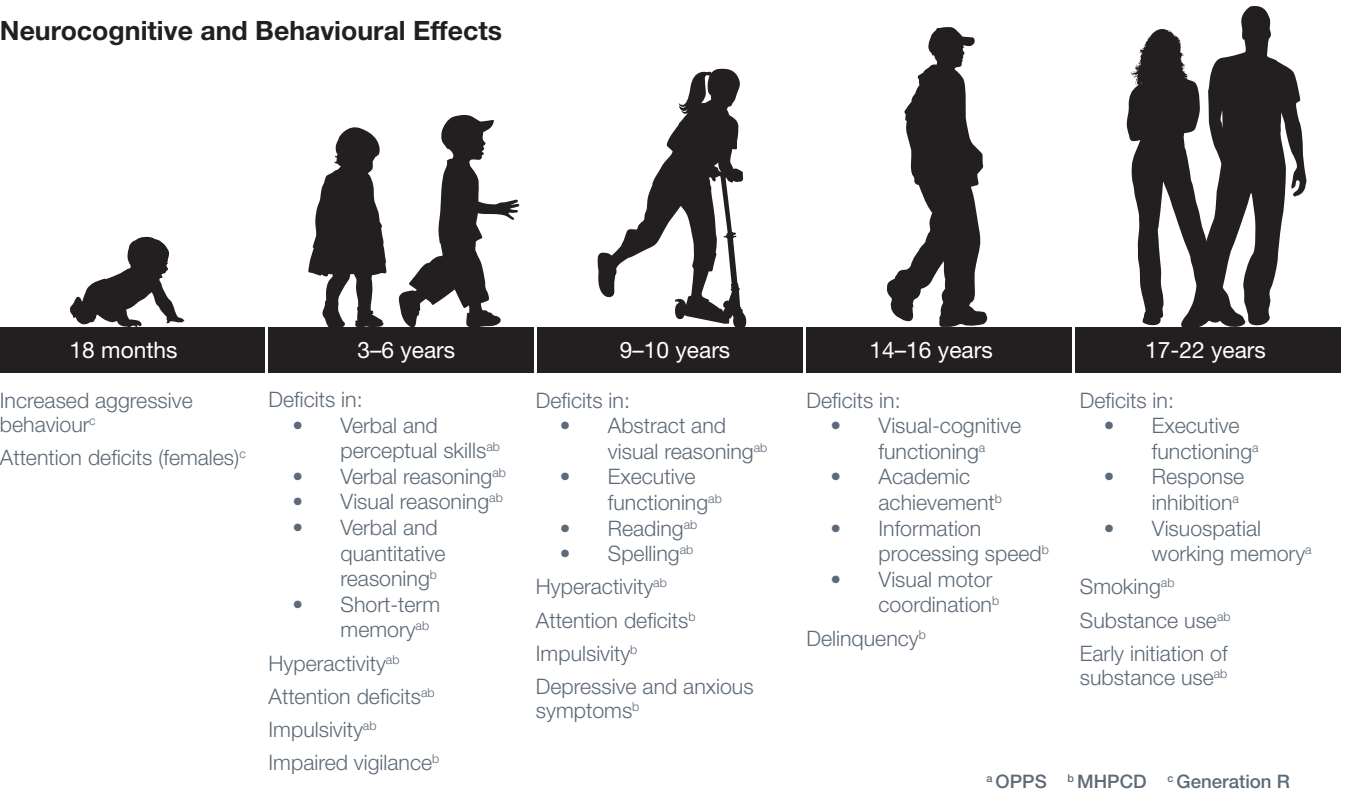 Neurocognitive and Behavioural Effects
18 months
3–6 years
9–10 years
14–16 years
17-22 years
Increased aggressive
behaviourᶜ
Attention deficits (females)ᶜ
Deficits in:
• Verbal and
perceptual skillsᵃᵇ
• Verbal reasoningᵃᵇ
• Visual reasoningᵃᵇ
• Verbal and
quantitative
reasoningᵇ
• Short-term
memoryᵃᵇ
Hyperactivityᵃᵇ
Attention deficitsᵃᵇ
Impulsivityᵃᵇ
Impaired vigilanceᵇ
Deficits in:
• Abstract and
visual reasoningᵃᵇ
• Executive
functioningᵃᵇ
• Readingᵃᵇ
• Spellingᵃᵇ
Hyperactivityᵃᵇ
Attention deficitsᵇ
Impulsivityᵇ
Depressive and anxious
symptomsᵇ
Deficits in:
• Visual-cognitive
functioningᵃ
• Academic
achievementᵇ
• Information
processing speedᵇ
• Visual motor
coordinationᵇ
Delinquencyᵇ
Deficits in:
• Executive
functioningᵃ
• Response
inhibitionᵃ
• Visuospatial
working memoryᵃ
Smokingᵃᵇ
Substance useᵃᵇ
Early initiation of
substance useᵃᵇ
ᵃ OPPS ᵇ MHPCD ᶜ Generation R